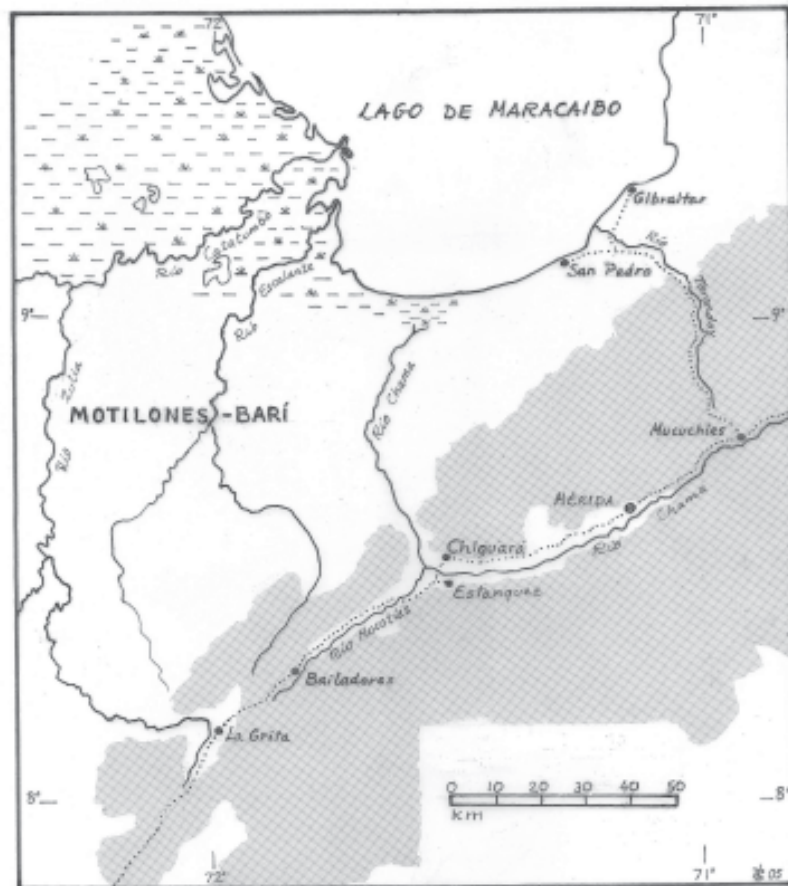 72°
71°
LAGO DE MARACAIBO
Gibraltar
Río Catatumbo
Río Escalante
San Pedro
Río
9°
9°
Río Zulia
Río Chama
MOTILONES-BARÍ
Mucuchíes
MÉRIDA
Río Chama
Chiguará
Estánquez
Río Mocotíes
Bailadores
La Grita
0 10 20 30 40 50
km
8°
8°
72°
71°
05